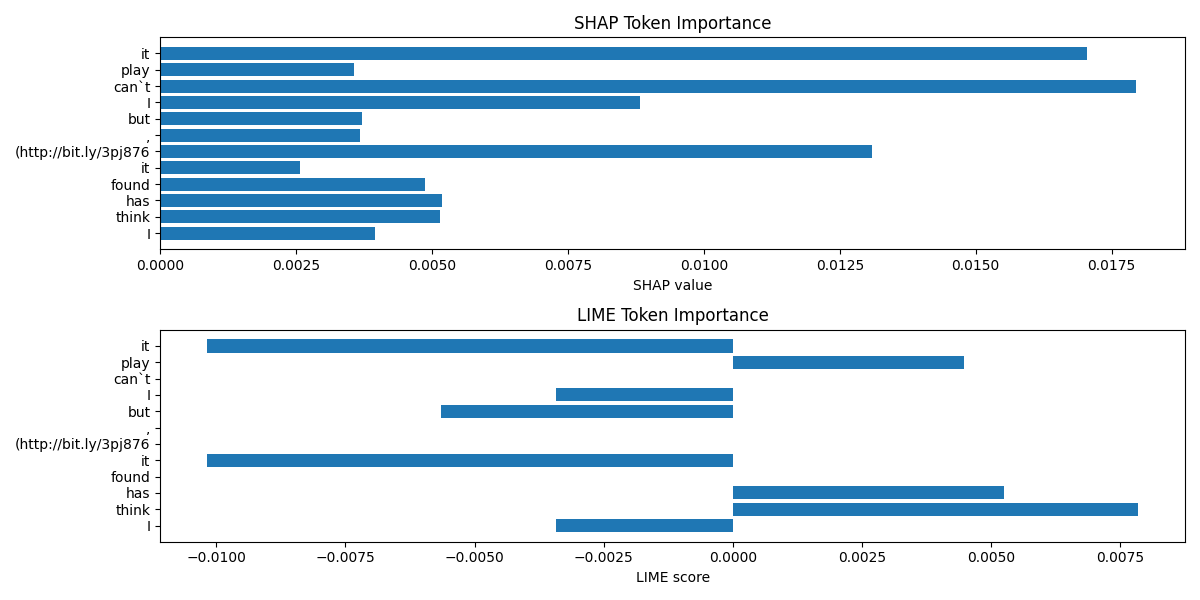 SHAP Token Importance
it
play
can`t
I
but
,
(http://bit.ly/3pj876
it
found
has
think
I
0.0000 0.0025 0.0050 0.0075 0.0100 0.0125 0.0150 0.0175
SHAP value
LIME Token Importance
it
play
can`t
I
but
,
(http://bit.ly/3pj876
it
found
has
think
I
−0.0100 −0.0075 −0.0050 −0.0025 0.0000 0.0025 0.0050 0.0075
LIME score